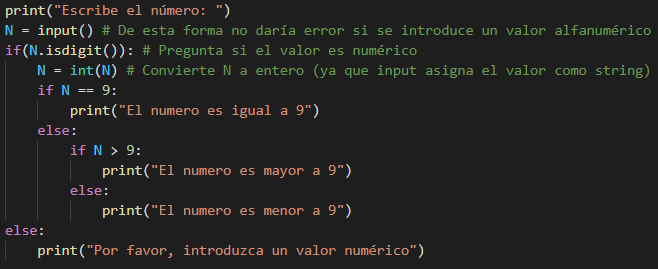 print("Escribe el número: ")
N = input() # De esta forma no daría error si se introduce un valor alfanumérico
if(N.isdigit()): # Pregunta si el valor es numérico
    N = int(N) # Convierte N a entero (ya que input asigna el valor como string)
    if N == 9:
        print("El numero es igual a 9")
    else:
        if N > 9:
            print("El numero es mayor a 9")
        else:
            print("El numero es menor a 9")
else:
    print("Por favor, introduzca un valor numérico")